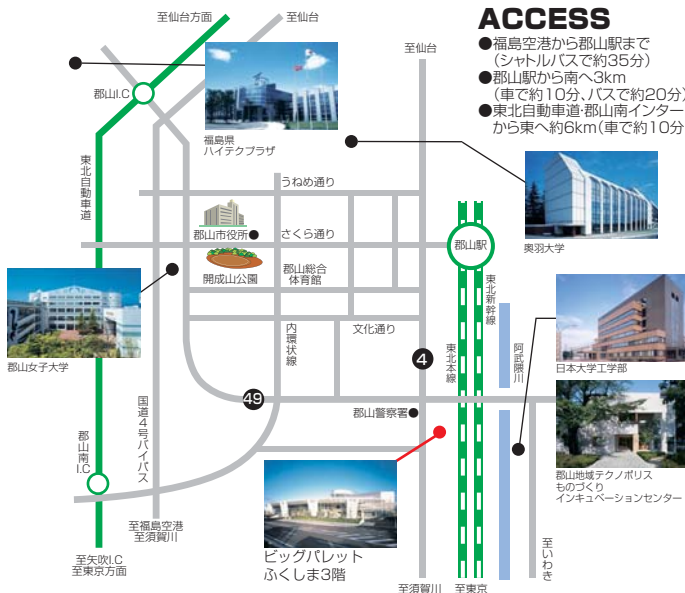 ACCESS
●福島空港から郡山駅まで
（シャトルバスで約35分）
●郡山駅から南へ3km
（車で約10分、バスで約20分）
●東北自動車道・郡山南インター
から東へ約6km（車で約10分
至仙台方面
至仙台
至仙台
郡山I.C
福島県
ハイテクプラザ
東北自動車道
うねめ通り
奥羽大学
郡山市役所●
さくら通り
郡山駅
開成山公園
郡山総合
体育館
東北新幹線
郡山女子大学
内環状線
文化通り
4
東北本線
阿武隈川
日本大学工学部
49
郡山警察署●
国道4号バイパス
郡山南I.C
郡山地域テクノポリス
ものづくり
インキュベーションセンター
至福島空港
至須賀川
ビッグパレット
ふくしま3階
至矢吹I.C
至東京方面
至須賀川
至東京
至いわき